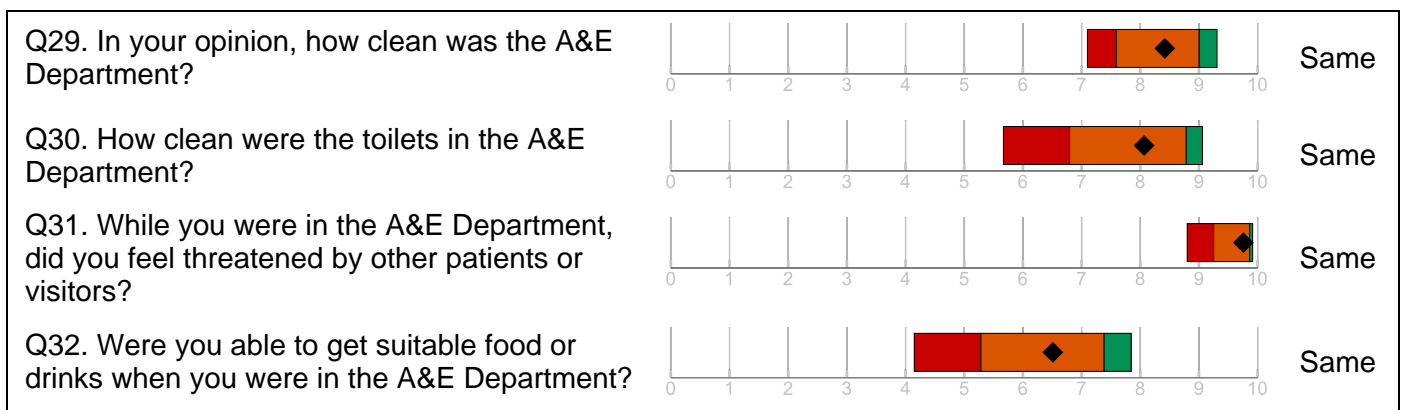 Q29. In your opinion, how clean was the A&E
Department?
Same
0 1 2 3 4 5 6 7 8 9 10
Q30. How clean were the toilets in the A&E
Department?
Same
0 1 2 3 4 5 6 7 8 9 10
Q31. While you were in the A&E Department,
did you feel threatened by other patients or
visitors?
Same
0 1 2 3 4 5 6 7 8 9 10
Q32. Were you able to get suitable food or
drinks when you were in the A&E Department?
Same
0 1 2 3 4 5 6 7 8 9 10